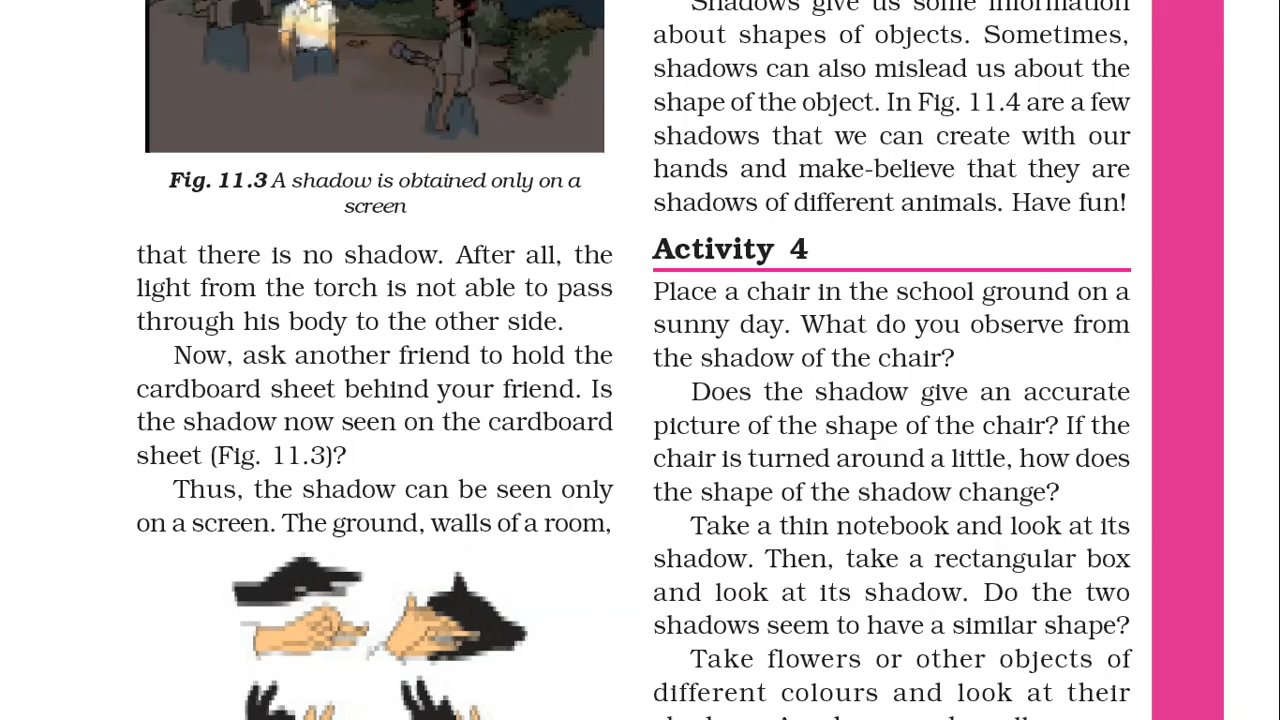 Fig. 11.3 A shadow is obtained only on a
screen
that there is no shadow. After all, the
light from the torch is not able to pass
through his body to the other side.
Now, ask another friend to hold the
cardboard sheet behind your friend. Is
the shadow now seen on the cardboard
sheet (Fig. 11.3)?
Thus, the shadow can be seen only
on a screen. The ground, walls of a room,
Shadows give us some information
about shapes of objects. Sometimes,
shadows can also mislead us about the
shape of the object. In Fig. 11.4 are a few
shadows that we can create with our
hands and make-believe that they are
shadows of different animals. Have fun!
Activity 4
Place a chair in the school ground on a
sunny day. What do you observe from
the shadow of the chair?
Does the shadow give an accurate
picture of the shape of the chair? If the
chair is turned around a little, how does
the shape of the shadow change?
Take a thin notebook and look at its
shadow. Then, take a rectangular box
and look at its shadow. Do the two
shadows seem to have a similar shape?
Take flowers or other objects of
different colours and look at their